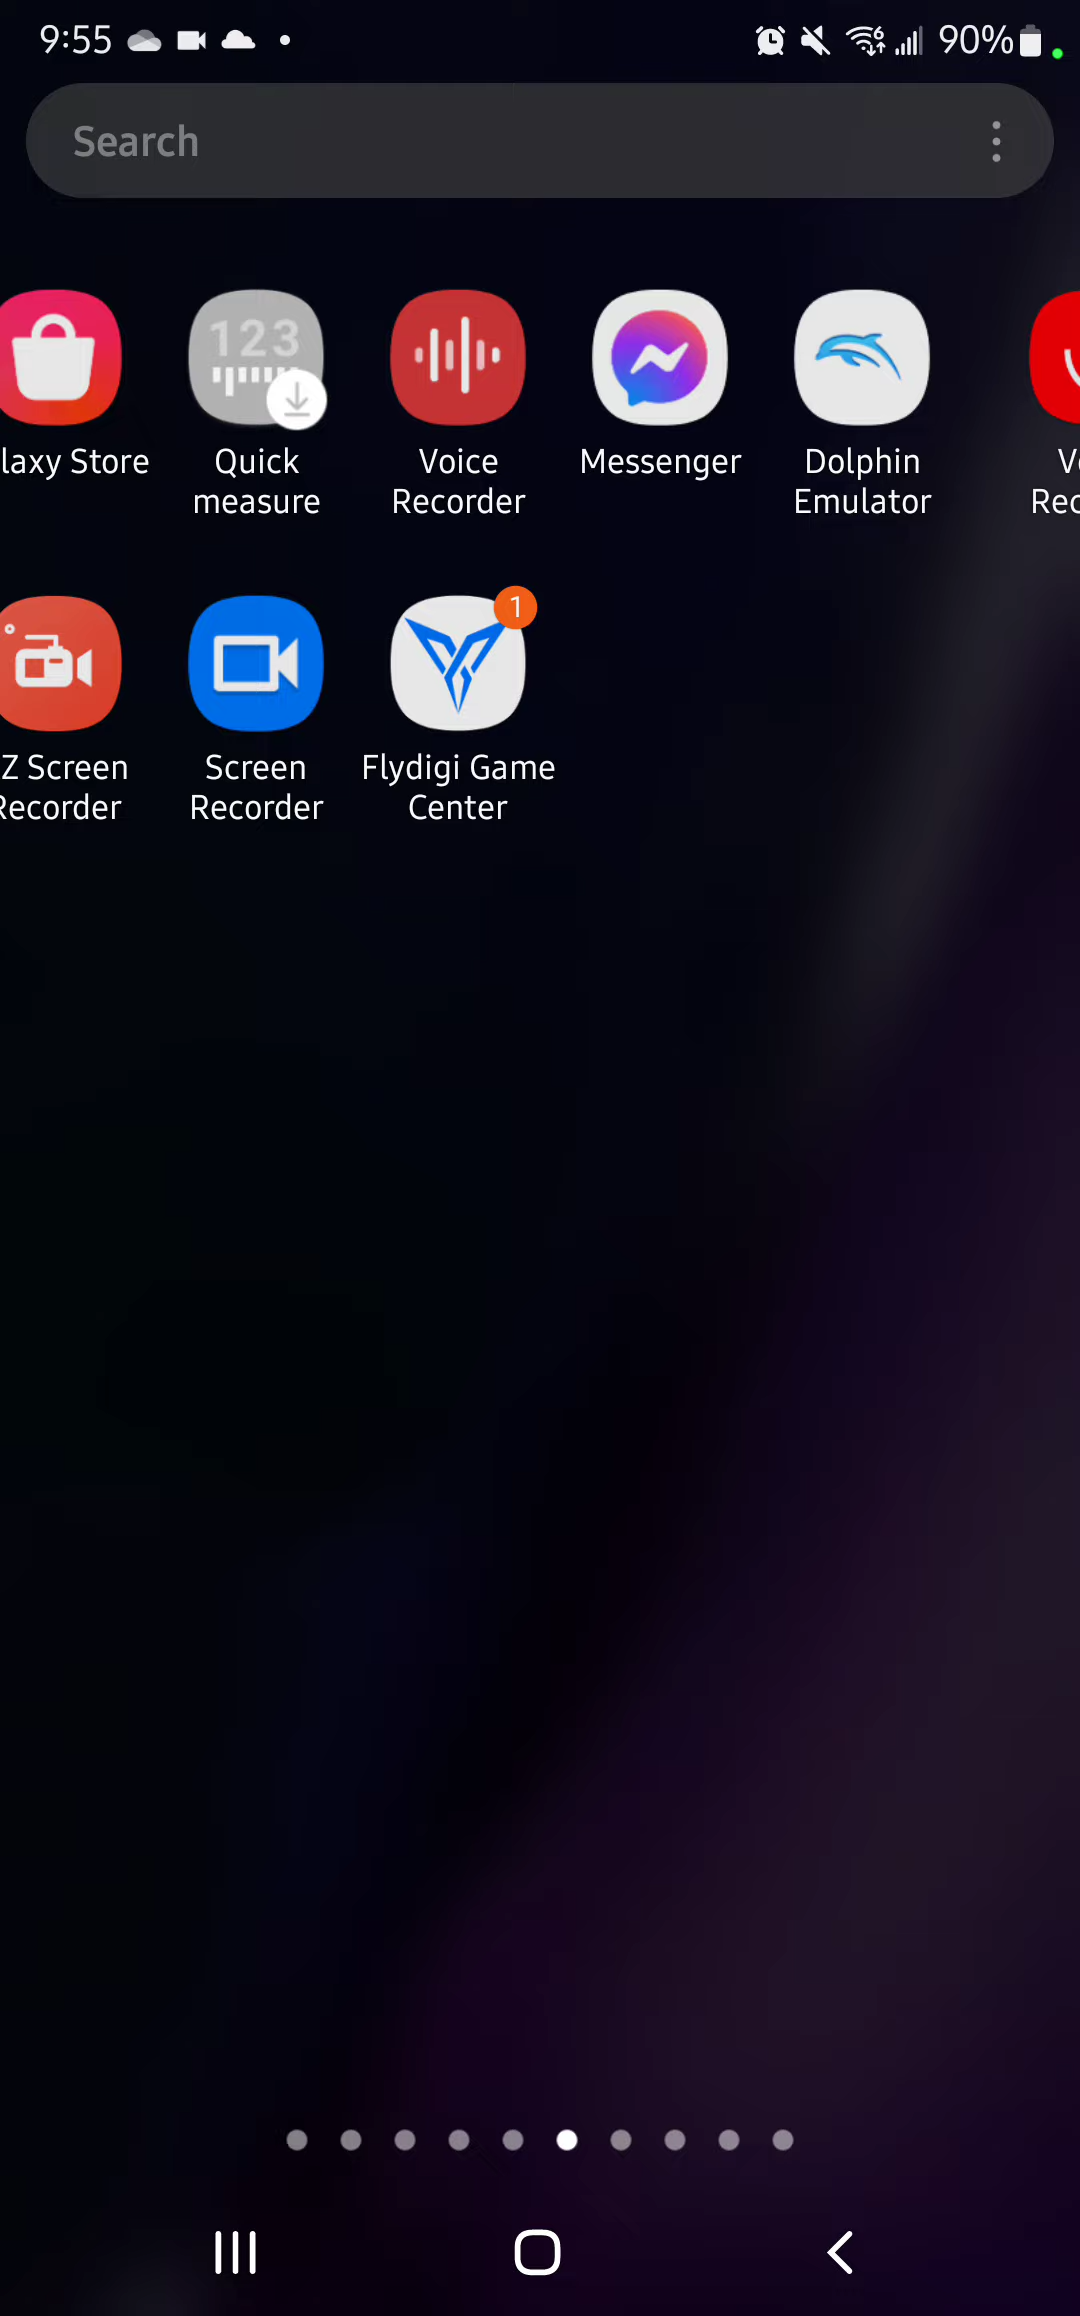 9:55 6 90%
Search
123
laxy Store Quick measure Voice Recorder Messenger Dolphin Emulator
1
Z Screen Recorder Screen Recorder Flydigi Game Center